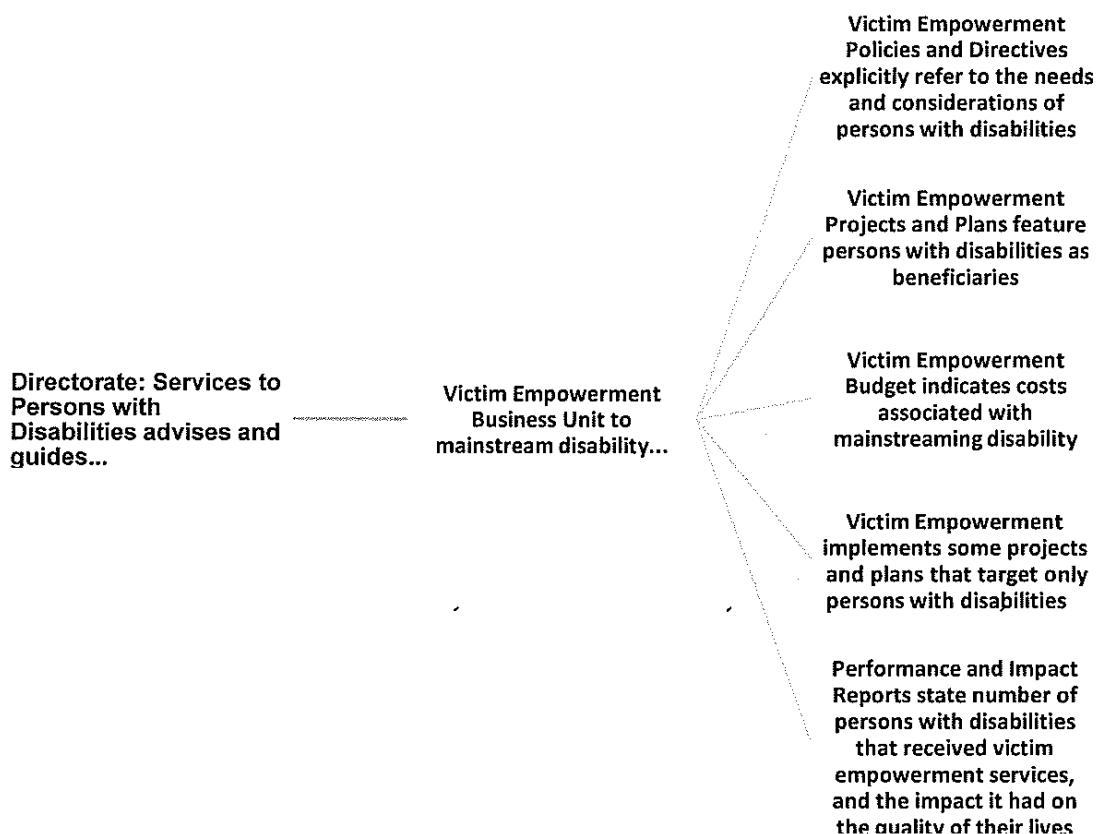 Directorate: Services to
Persons with
Disabilities advises and
guides...
Victim Empowerment
Business Unit to
mainstream disability...
Victim Empowerment
Policies and Directives
explicitly refer to the needs
and considerations of
persons with disabilities
Victim Empowerment
Projects and Plans feature
persons with disabilities as
beneficiaries
Victim Empowerment
Budget indicates costs
associated with
mainstreaming disability
Victim Empowerment
implements some projects
and plans that target only
persons with disabilities
Performance and Impact
Reports state number of
persons with disabilities
that received victim
empowerment services,
and the impact it had on
the quality of their lives